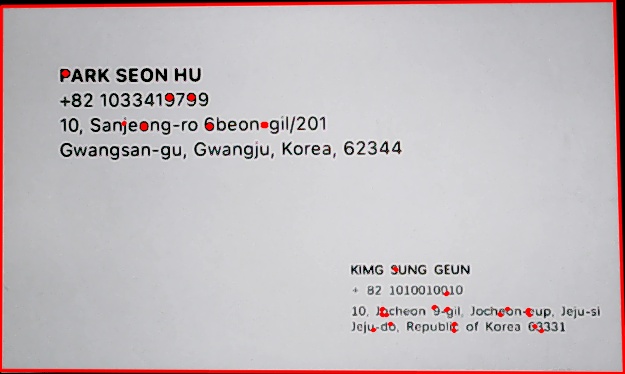 PARK SEON HU
+82 1033419799
10, Sanjeong-ro 6beon-gil/201
Gwangsan-gu, Gwangju, Korea, 62344
KIMG SUNG GEUN
+ 82 1010010010
10, Jocheon 9-gil, Jocheon-eup, Jeju-si
Jeju-do, Republic of Korea 63331